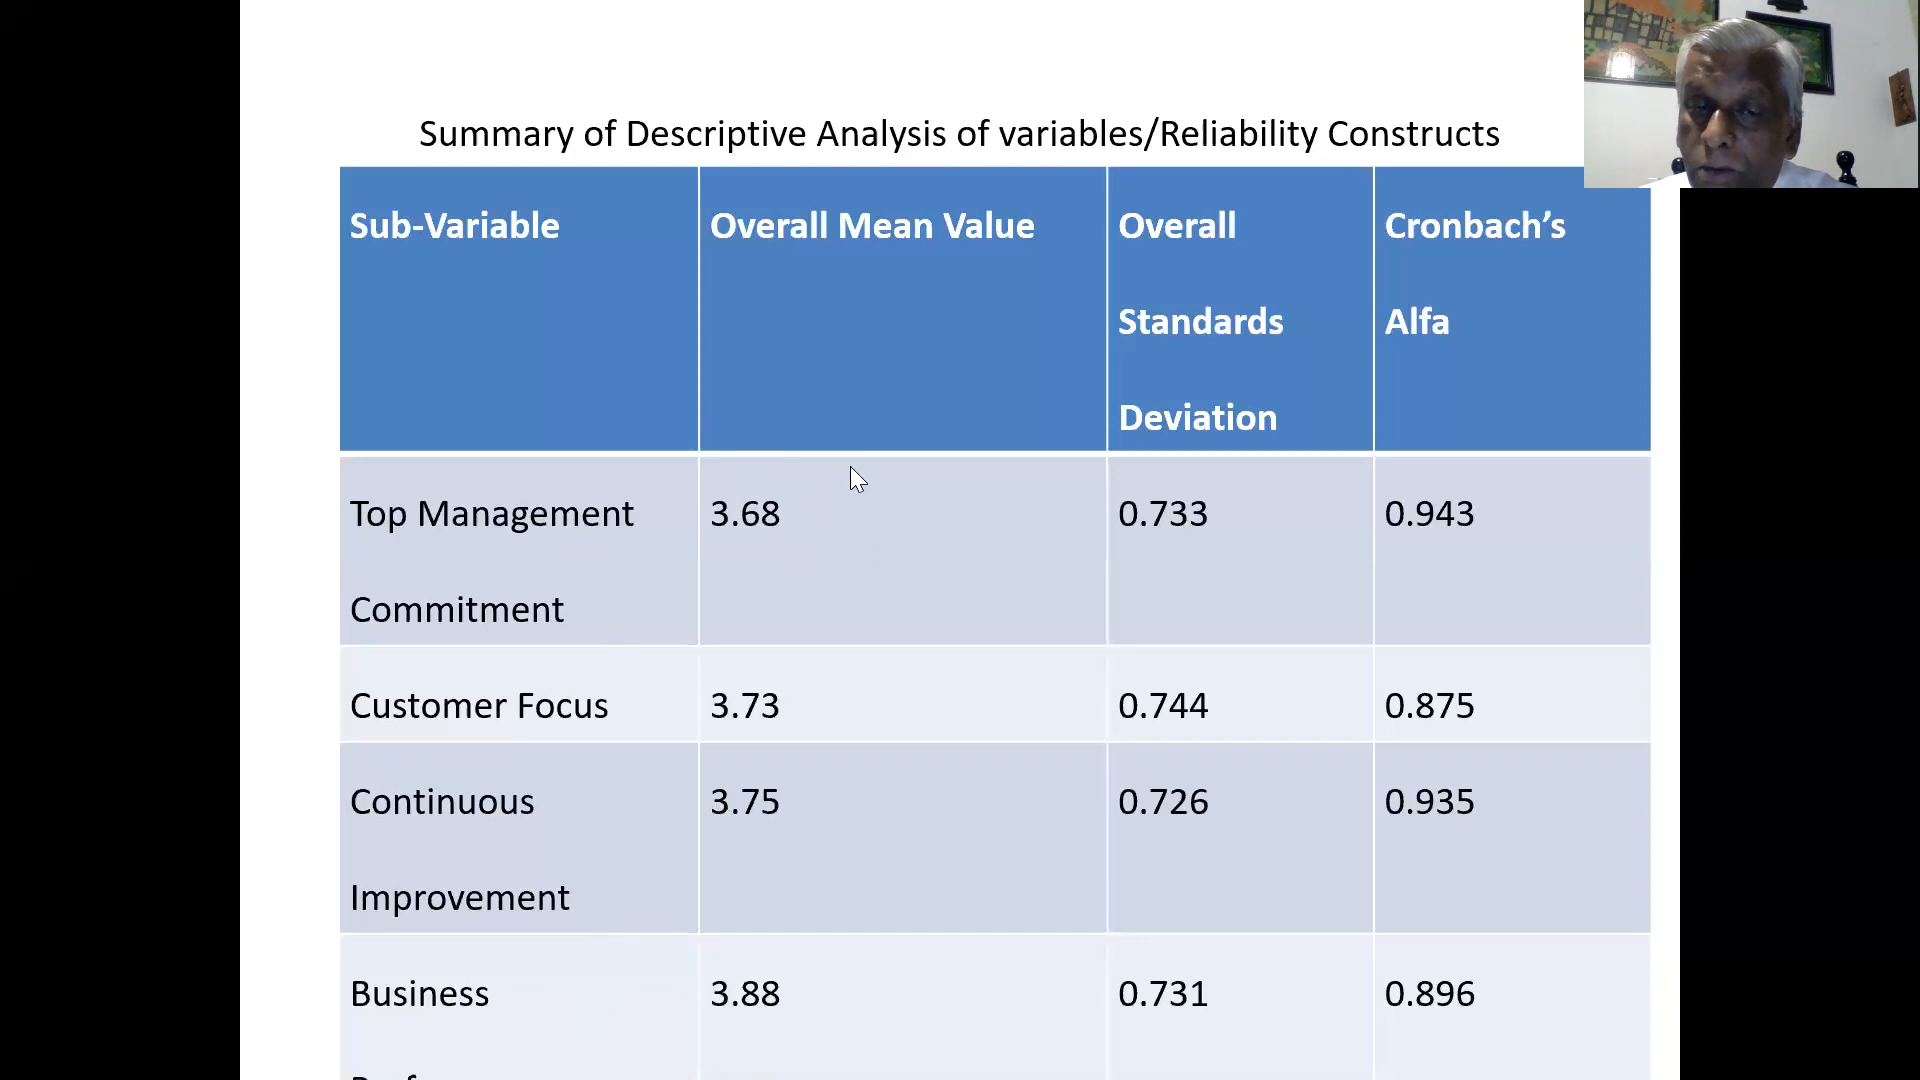 Summary of Descriptive Analysis of variables/Reliability Constructs
Sub-Variable Overall Mean Value Overall Standards Deviation Cronbach’s Alfa
Top Management Commitment 3.68 0.733 0.943
Customer Focus 3.73 0.744 0.875
Continuous Improvement 3.75 0.726 0.935
Business 3.88 0.731 0.896